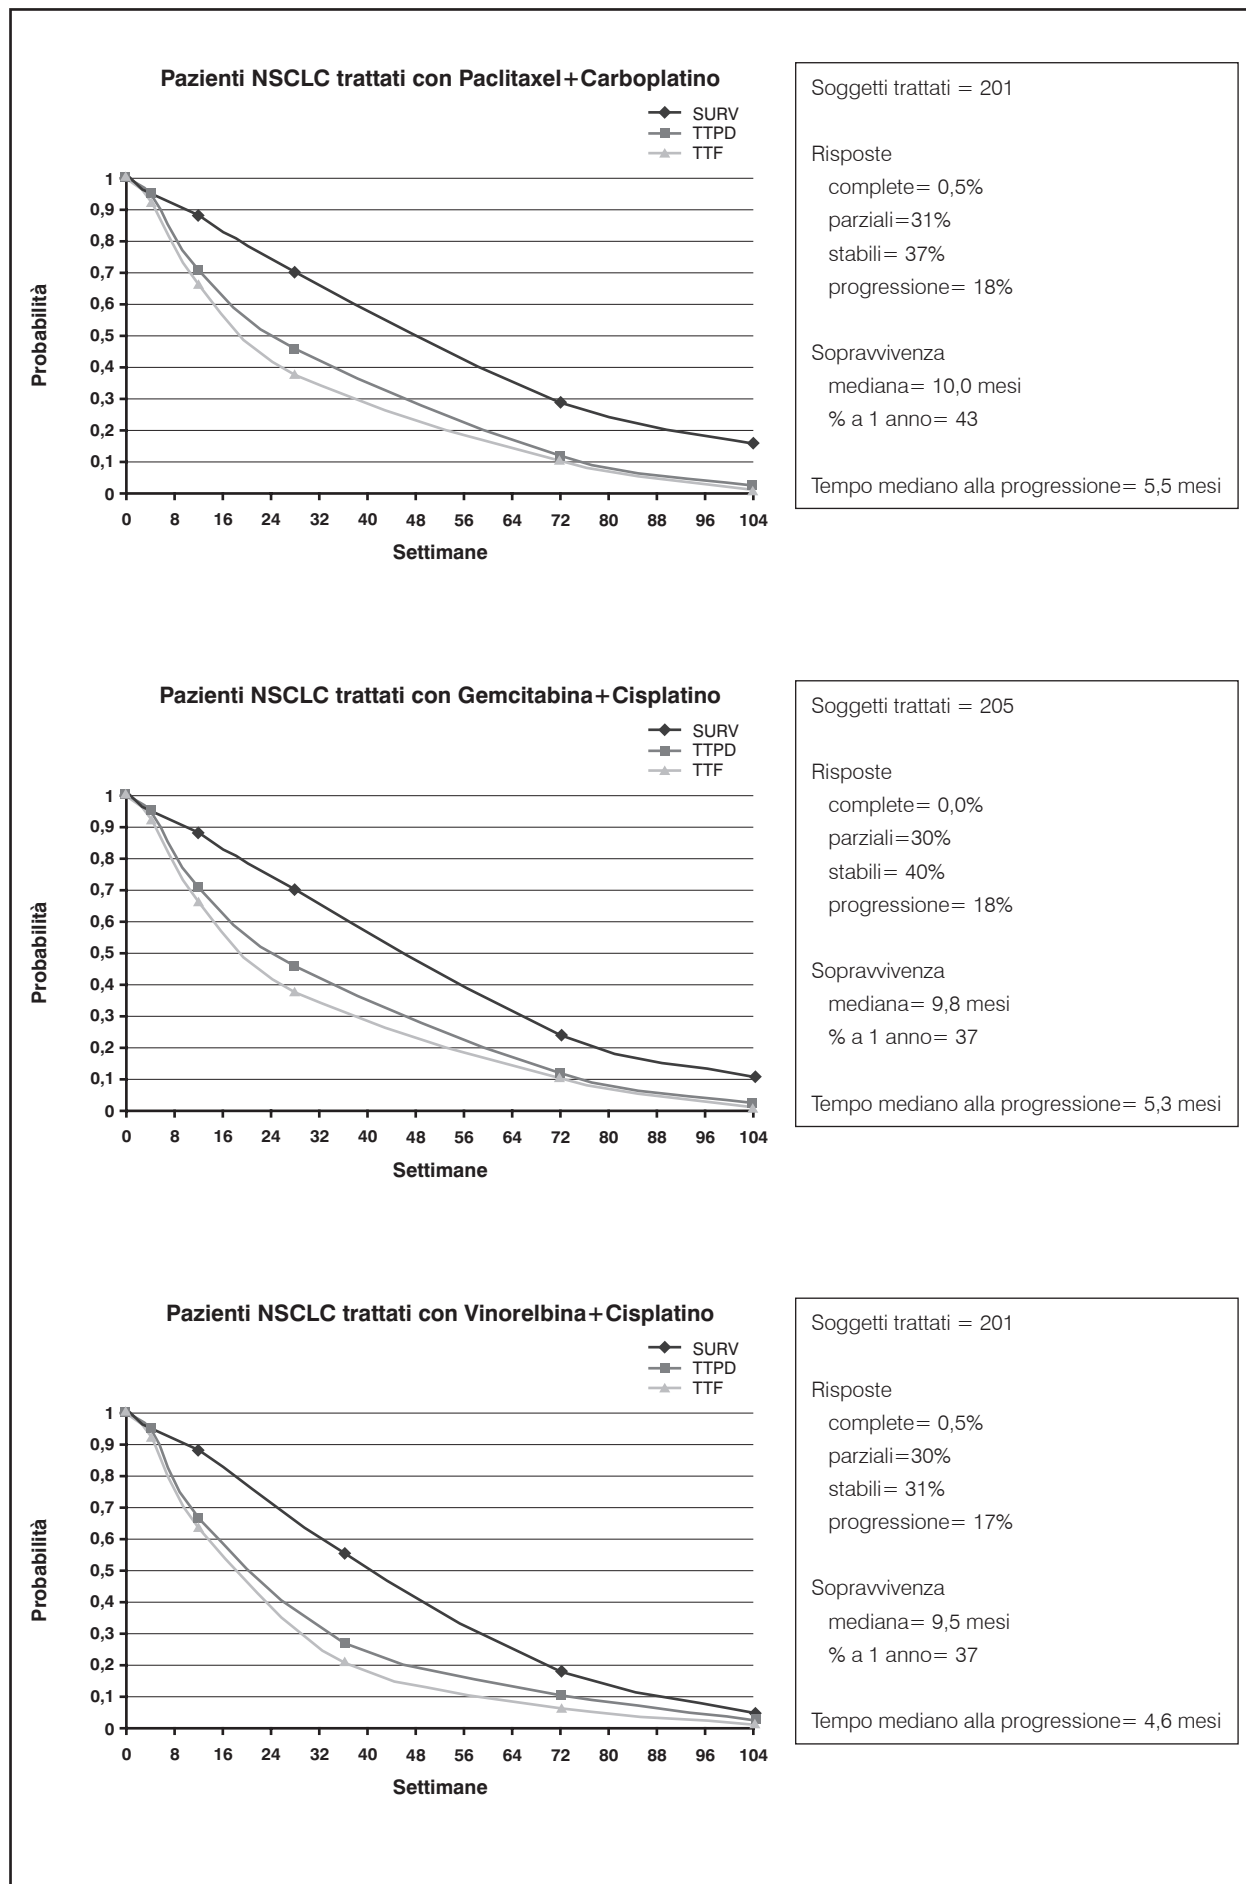 Pazienti NSCLC trattati con Paclitaxel+Carboplatino
SURV
TTPD
TTF
Probabilità
1
0,9
0,8
0,7
0,6
0,5
0,4
0,3
0,2
0,1
0
0 8 16 24 32 40 48 56 64 72 80 88 96 104
Settimane
Soggetti trattati = 201
Risposte
complete= 0,5%
parziali=31%
stabili= 37%
progressione= 18%
Sopravvivenza
mediana= 10,0 mesi
% a 1 anno= 43
Tempo mediano alla progressione= 5,5 mesi
Pazienti NSCLC trattati con Gemcitabina+Cisplatino
SURV
TTPD
TTF
Probabilità
1
0,9
0,8
0,7
0,6
0,5
0,4
0,3
0,2
0,1
0
0 8 16 24 32 40 48 56 64 72 80 88 96 104
Settimane
Soggetti trattati = 205
Risposte
complete= 0,0%
parziali=30%
stabili= 40%
progressione= 18%
Sopravvivenza
mediana= 9,8 mesi
% a 1 anno= 37
Tempo mediano alla progressione= 5,3 mesi
Pazienti NSCLC trattati con Vinorelbina+Cisplatino
SURV
TTPD
TTF
Probabilità
1
0,9
0,8
0,7
0,6
0,5
0,4
0,3
0,2
0,1
0
0 8 16 24 32 40 48 56 64 72 80 88 96 104
Settimane
Soggetti trattati = 201
Risposte
complete= 0,5%
parziali=30%
stabili= 31%
progressione= 17%
Sopravvivenza
mediana= 9,5 mesi
% a 1 anno= 37
Tempo mediano alla progressione= 4,6 mesi